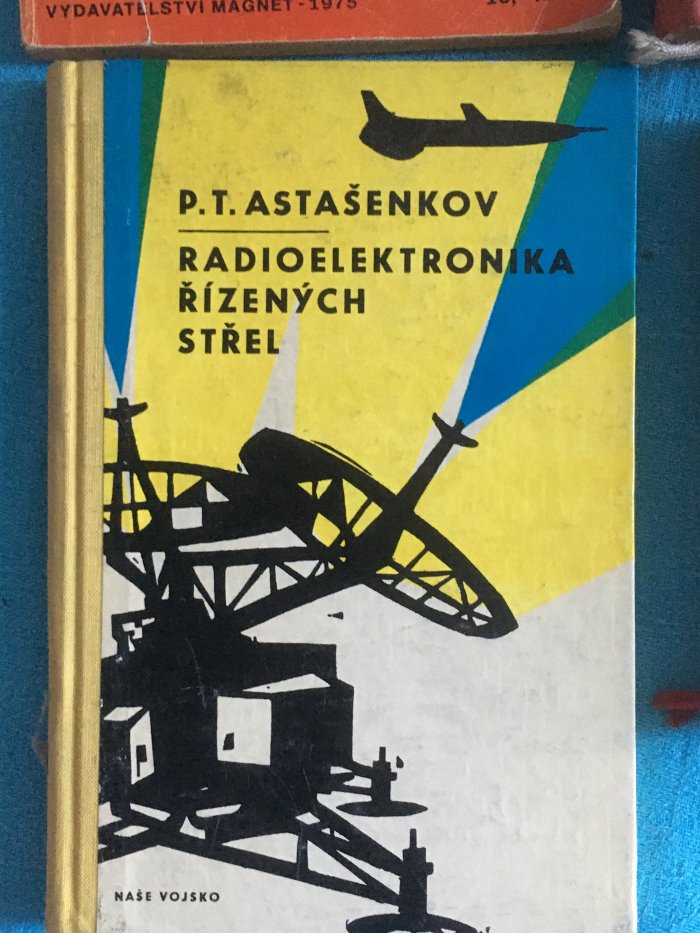 VYDAVATELSTVÍ MAGNET - 1975
P. T. ASTAŠENKOV
RADIOELEKTRONIKA
ŘÍZENÝCH
STŘEL
NAŠE VOJSKO